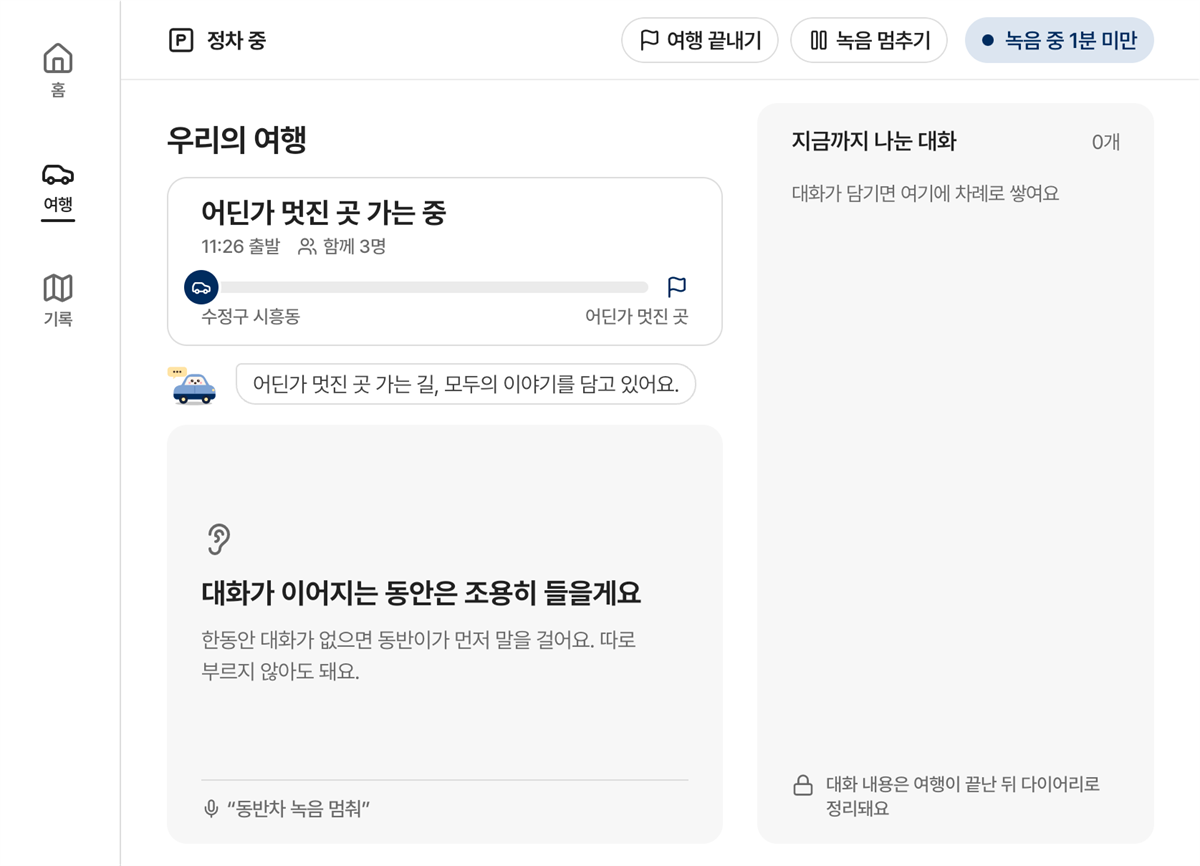 홈
여행
기록
P 정차 중
여행 끝내기
녹음 멈추기
녹음 중 1분 미만
우리의 여행
어딘가 멋진 곳 가는 중
11:26 출발 함께 3명
수정구 시흥동
어딘가 멋진 곳
어딘가 멋진 곳 가는 길, 모두의 이야기를 담고 있어요.
대화가 이어지는 동안은 조용히 들을게요
한동안 대화가 없으면 동반이가 먼저 말을 걸어요. 따로
부르지 않아도 돼요.
“동반차 녹음 멈춰”
지금까지 나눈 대화
0개
대화가 담기면 여기에 차례로 쌓여요
대화 내용은 여행이 끝난 뒤 다이어리로
정리돼요